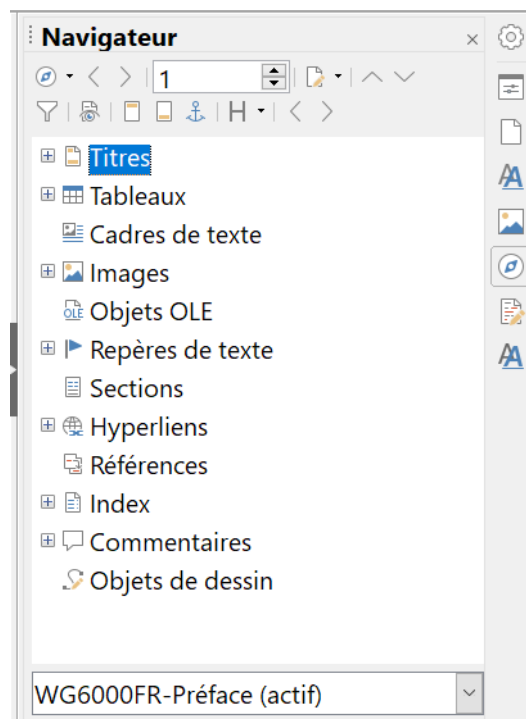 Navigateur
1
H
Titres
Tableaux
Cadres de texte
Images
OLE Objets OLE
Repères de texte
Sections
Hyperliens
Références
Index
Commentaires
Objets de dessin
WG6000FR-Préface (actif)